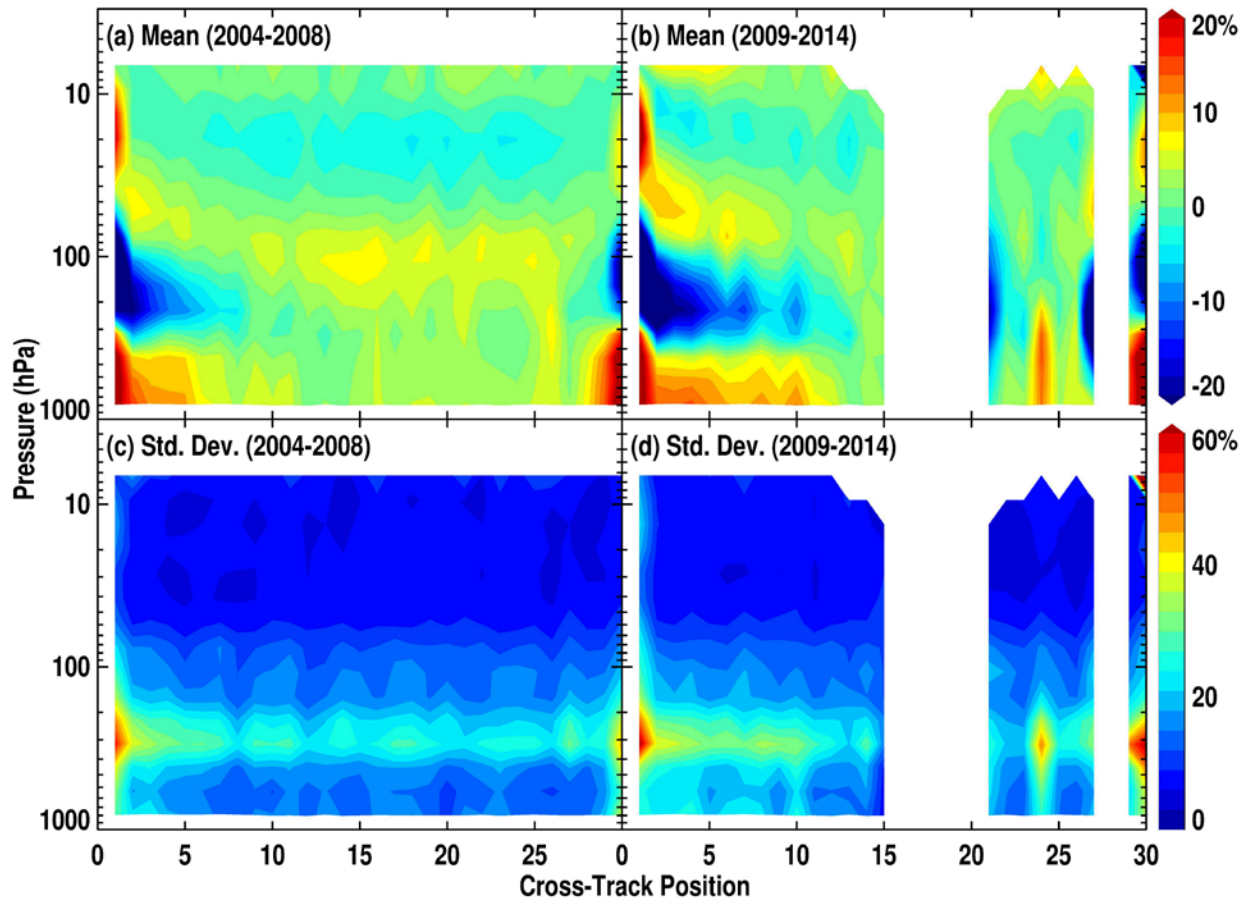 (a) Mean (2004-2008)
(b) Mean (2009-2014)
20%
10
0
-10
-20
10
100
1000
Pressure (hPa)
(c) Std. Dev. (2004-2008)
(d) Std. Dev. (2009-2014)
60%
40
20
0
10
100
1000
0 5 10 15 20 25 0 5 10 15 20 25 30
Cross-Track Position